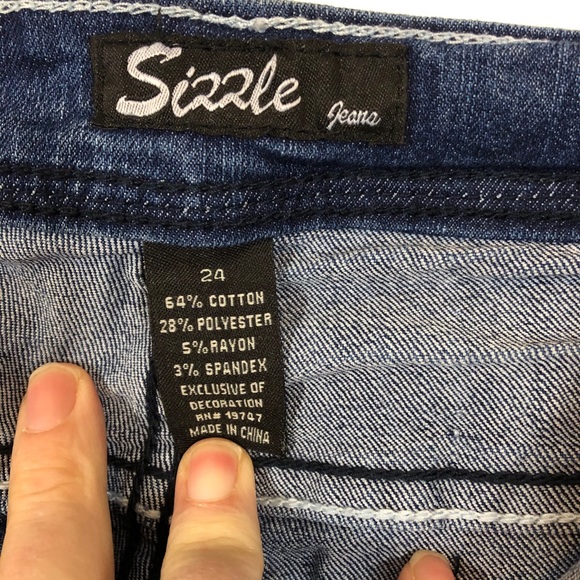 Sizzle
Jeans
24
64% COTTON
28% POLYESTER
5% RAYON
3% SPANDEX
EXCLUSIVE OF
DECORATION
RN# 19747
MADE IN CHINA